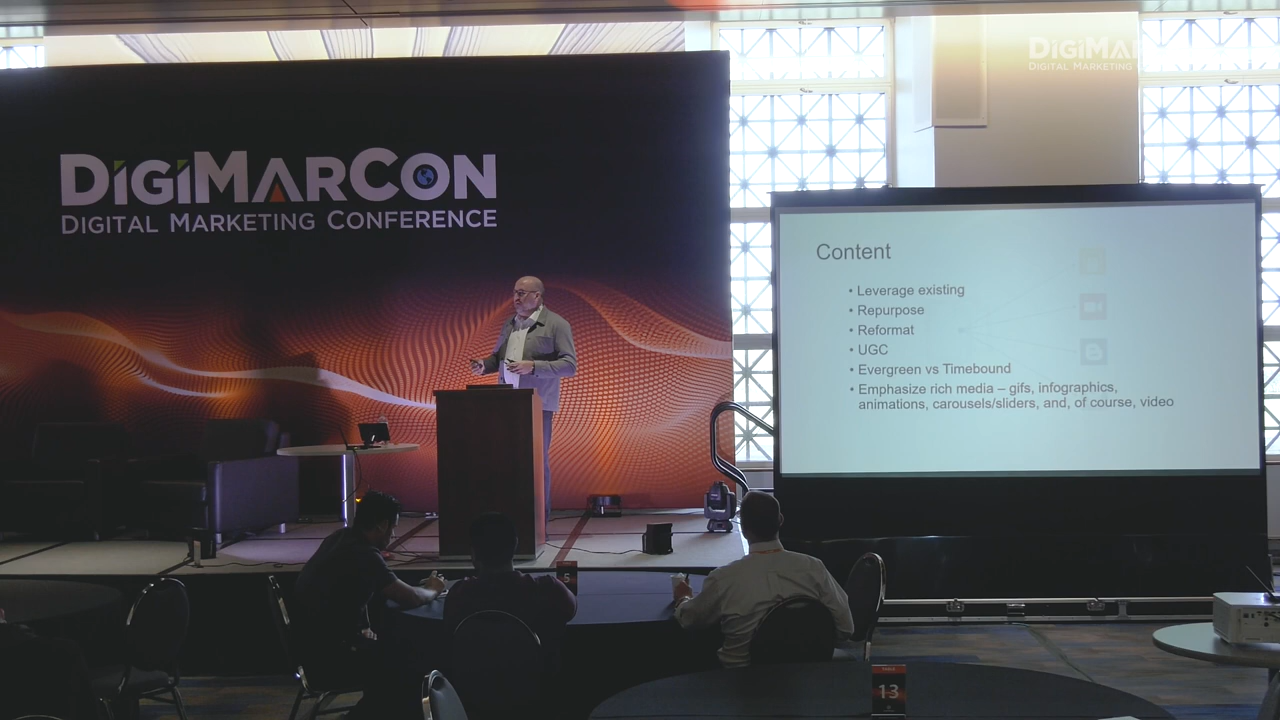 DIGIMARCON
DIGITAL MARKETING CONFERENCE
DIGIMAR
DIGITAL MARKETING
Content
• Leverage existing
• Repurpose
• Reformat
• UGC
• Evergreen vs Timebound
• Emphasize rich media – gifs, infographics,
animations, carousels/sliders, and, of course, video
5
13